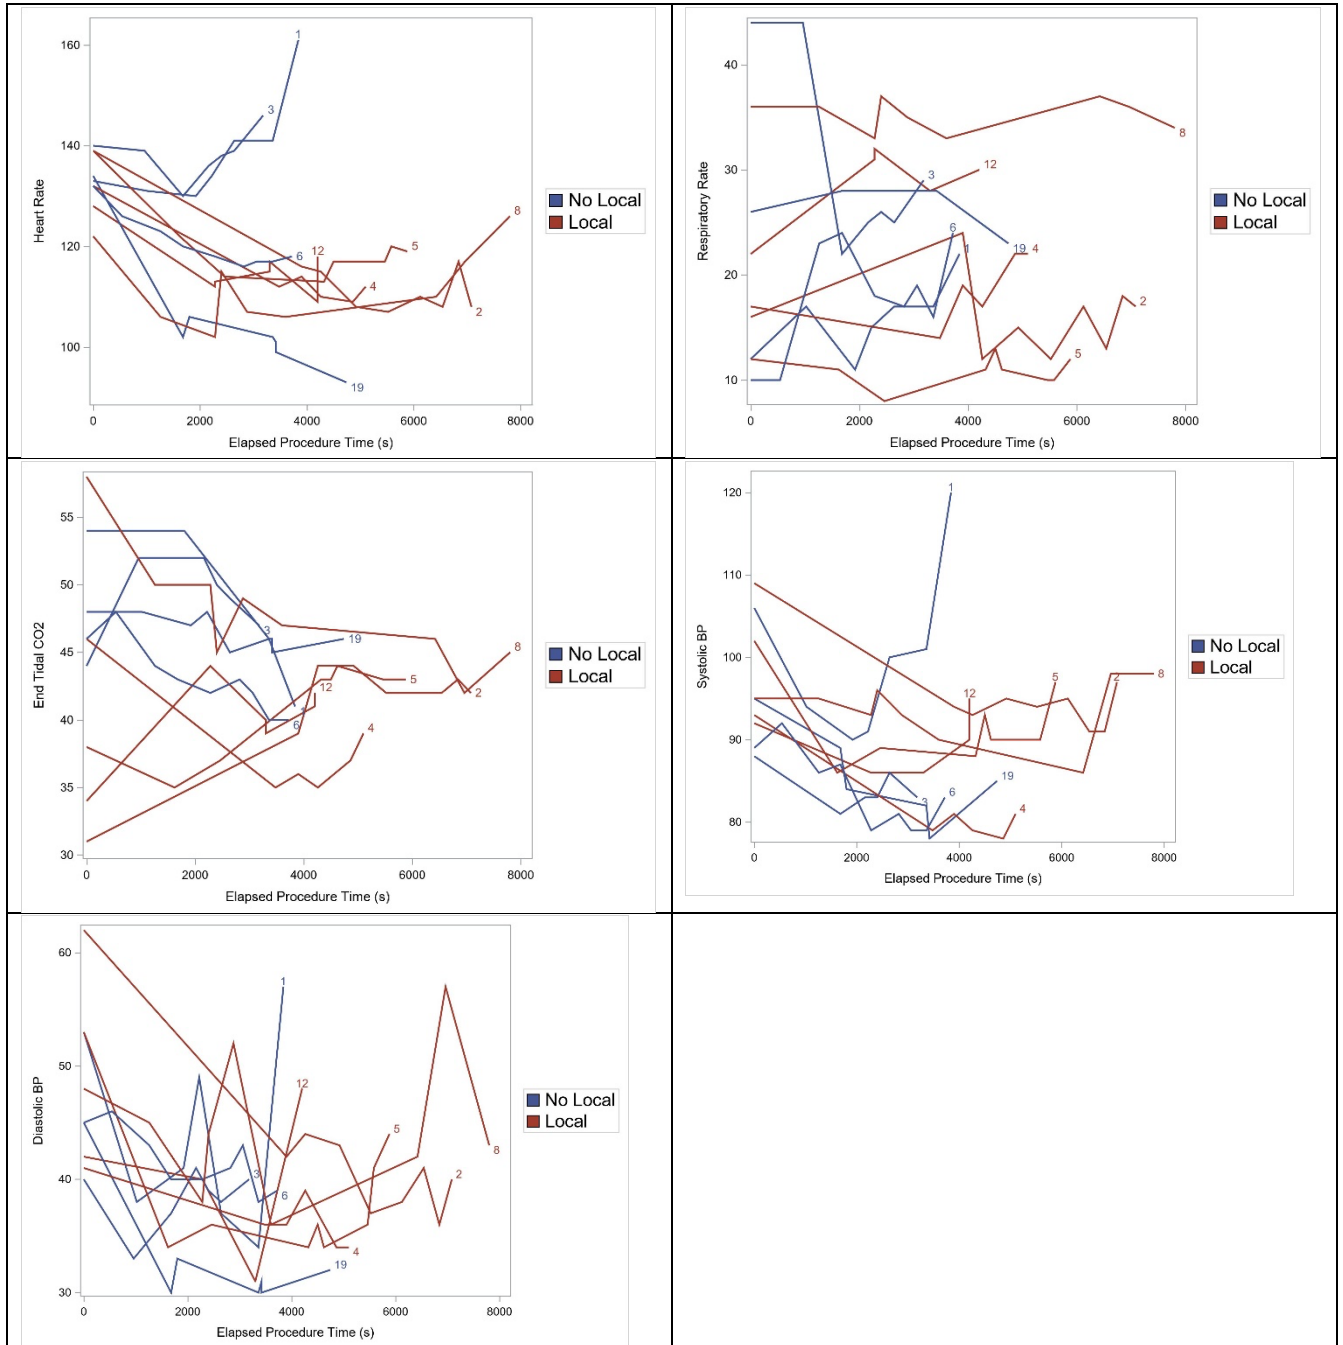 160
140
120
100
Heart Rate
1
3
8
5
12
6
4
2
19
0 2000 4000 6000 8000
Elapsed Procedure Time (s)
No Local
Local
40
30
20
10
Respiratory Rate
8
12
3
6
1
19
4
2
5
0 2000 4000 6000 8000
Elapsed Procedure Time (s)
No Local
Local
55
50
45
40
35
30
End Tidal CO2
3
19
8
5
12
2
1
6
4
0 2000 4000 6000 8000
Elapsed Procedure Time (s)
No Local
Local
120
110
100
90
80
Systolic BP
1
5
2
8
12
19
6
3
4
0 2000 4000 6000 8000
Elapsed Procedure Time (s)
No Local
Local
60
50
40
30
Diastolic BP
1
12
5
8
3
2
6
4
19
0 2000 4000 6000 8000
Elapsed Procedure Time (s)
No Local
Local